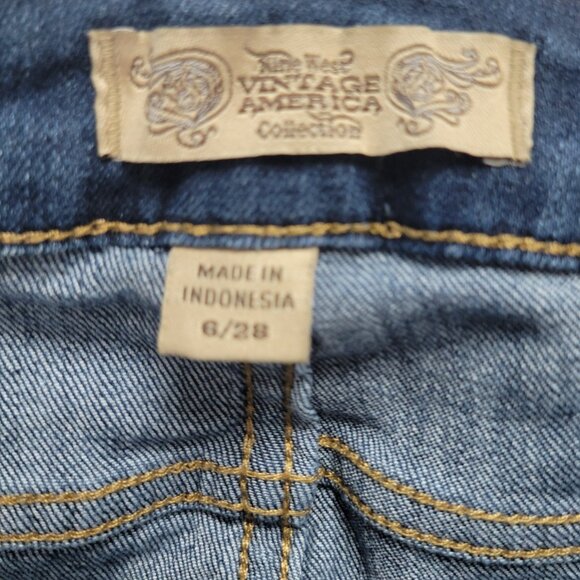 Nine West
VINTAGE
AMERICA
Collection
MADE IN
INDONESIA
6/28